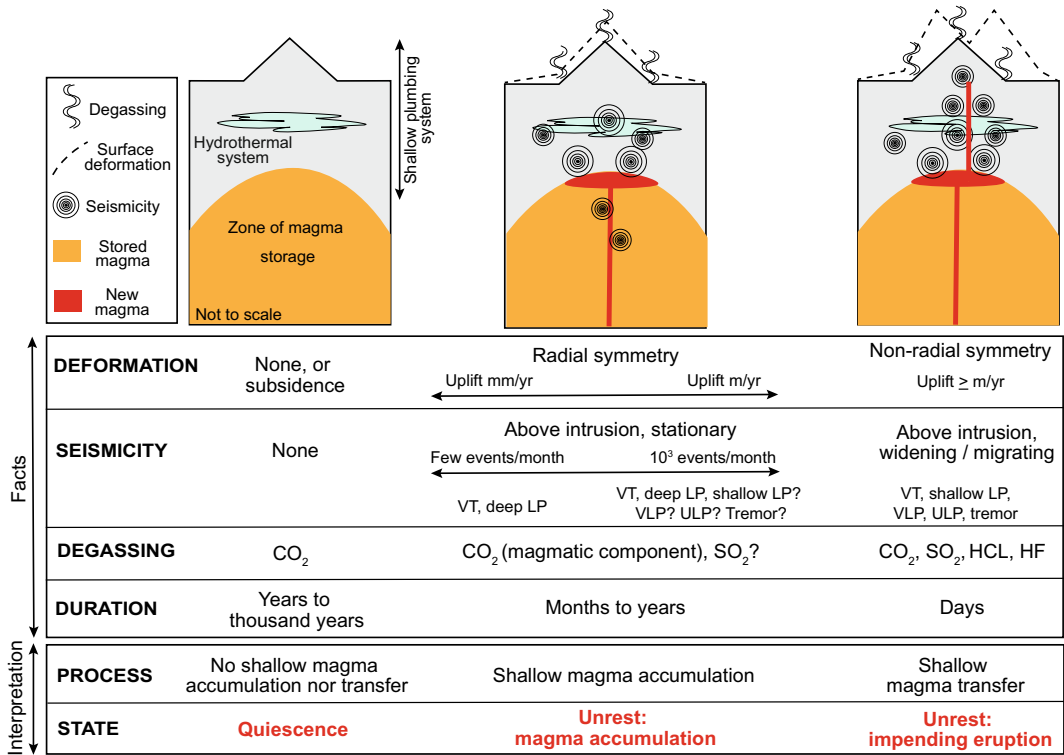 Degassing
Surface
deformation
Seismicity
Stored
magma
New
magma
Hydrothermal
system
Zone of magma
storage
Not to scale
Shallow plumbing
system
Facts
DEFORMATION
None, or
subsidence
Radial symmetry
Uplift mm/yr
Uplift m/yr
Non-radial symmetry
Uplift ≥ m/yr
SEISMICITY
None
Above intrusion, stationary
Few events/month
10³ events/month
VT, deep LP
VT, deep LP, shallow LP?
VLP? ULP? Tremor?
Above intrusion,
widening / migrating
VT, shallow LP,
VLP, ULP, tremor
DEGASSING
CO₂
CO₂ (magmatic component), SO₂?
CO₂, SO₂, HCL, HF
DURATION
Years to
thousand years
Months to years
Days
Interpretation
PROCESS
No shallow magma
accumulation nor transfer
Shallow magma accumulation
Shallow
magma transfer
STATE
Quiescence
Unrest:
magma accumulation
Unrest:
impending eruption